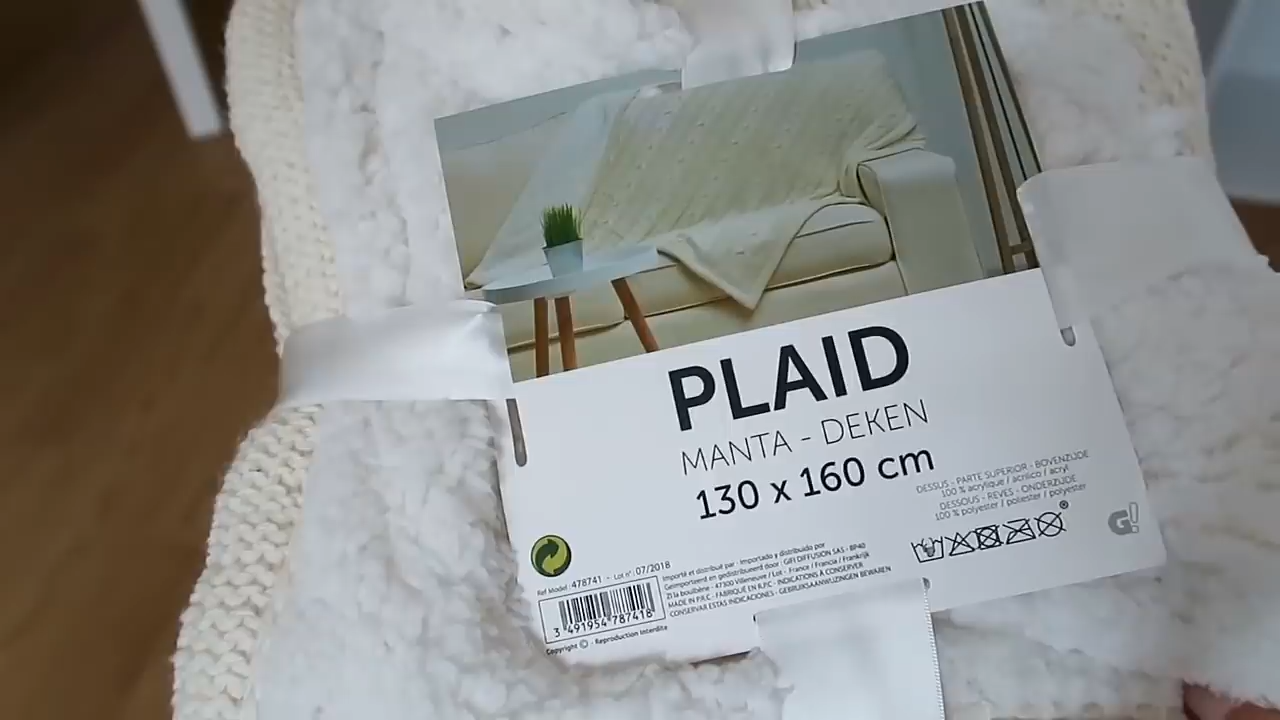 PLAID
MANTA - DEKEN
130 x 160 cm
DESSUS - PARTE SUPERIOR - BOVENZIJDE
100 % acrylique / acrílico / acryl
DESSOUS - REVES - ONDERZIJDE
100 % polyester / poliester / polyester
G!
Ref Model : 478741 - Lot n° : 07/2018
3 491954 787418
Copyright © - Reproduction Interdite
Importé et distribué par - Importado y distribuido por
Geïmporteerd en gedistribueerd door : GIFI DIFFUSION SAS - BP40
ZI la boulbène - 47300 Villeneuve / Lot - France / Francia / Frankrijk
MADE IN P.R.C - FABRIQUÉ EN R.P.C - INDICATIONS À CONSERVER
CONSERVAR ESTAS INDICACIONES - GEBRUIKSAANWIJZINGEN BEWAREN